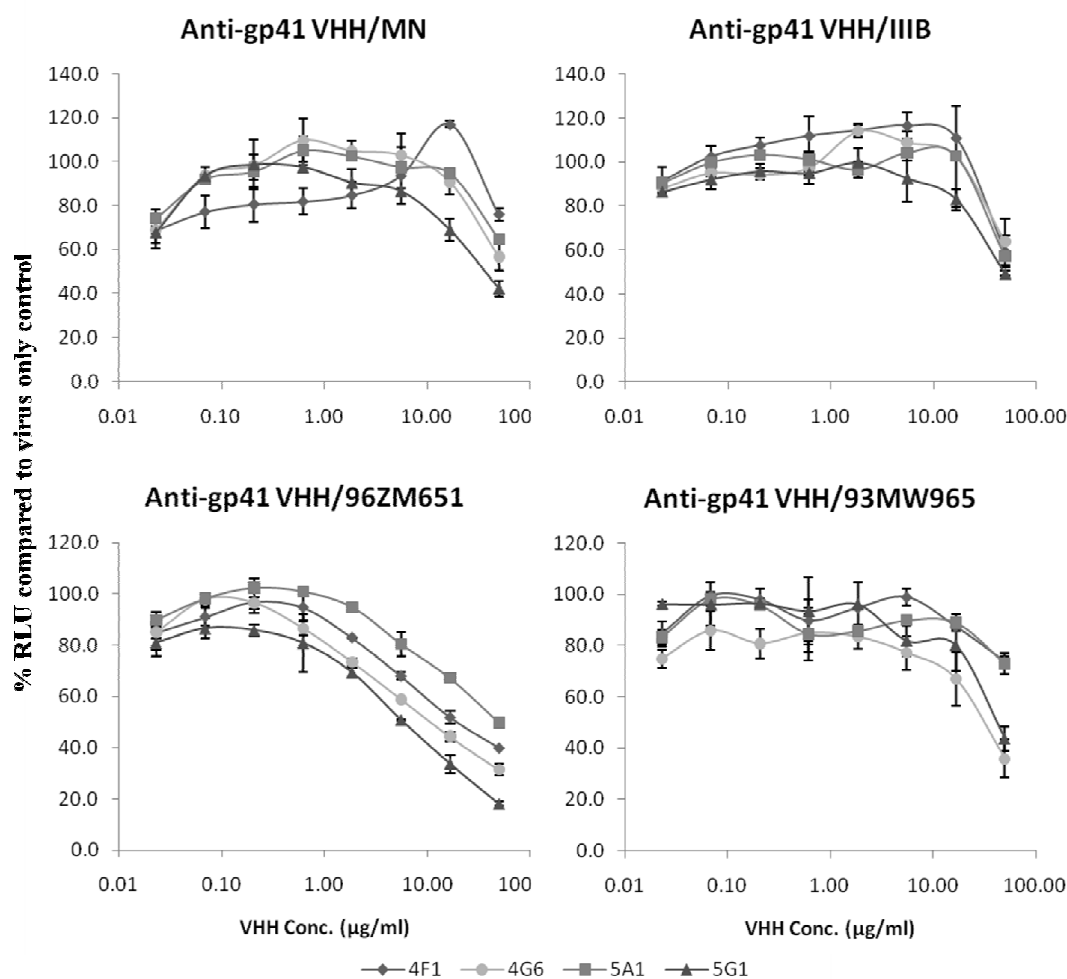 Anti-gp41 VHH/MN
140.0
120.0
100.0
80.0
60.0
40.0
20.0
0.0
0.01 0.10 1.00 10.00 100
Anti-gp41 VHH/IIIB
140.0
120.0
100.0
80.0
60.0
40.0
20.0
0.0
0.01 0.10 1.00 10.00 100.00
% RLU compared to virus only control
Anti-gp41 VHH/96ZM651
120.0
100.0
80.0
60.0
40.0
20.0
0.0
0.01 0.10 1.00 10.00 100
VHH Conc. (μg/ml)
Anti-gp41 VHH/93MW965
120.0
100.0
80.0
60.0
40.0
20.0
0.0
0.01 0.10 1.00 10.00 100.00
VHH Conc. (μg/ml)
4F1 4G6 5A1 5G1